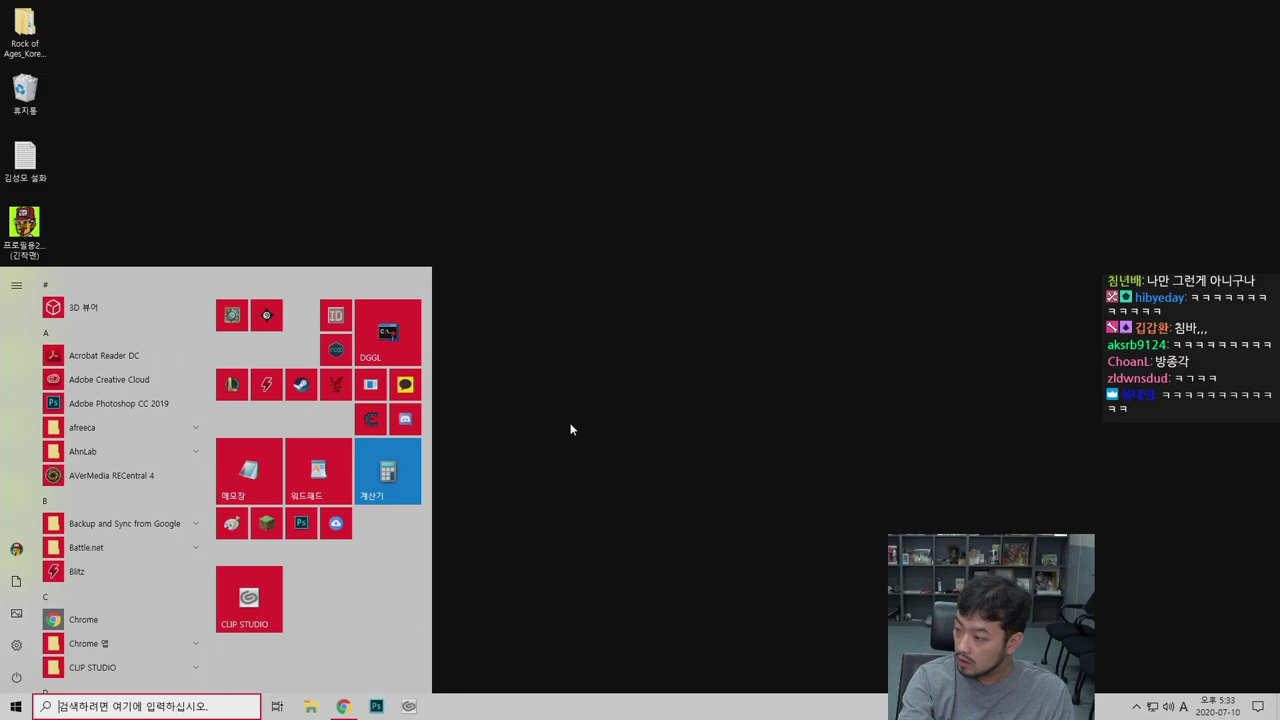 Rock of
Ages_Kore...
휴지통
김성모 설화
프로필용2...
(긴착맨)
#
3D 뷰어
A
Acrobat Reader DC
Adobe Creative Cloud
Adobe Photoshop CC 2019
afreeca
AhnLab
AVerMedia RECentral 4
B
Backup and Sync from Google
Battle.net
Blitz
C
Chrome
Chrome 앱
CLIP STUDIO
DGGL
메모장
워드패드
계산기
CLIP STUDIO
검색하려면 여기에 입력하십시오.
침년배: 나만 그런게 아니구나
hibyeday: ㅋㅋㅋㅋㅋㅋㅋ
ㅋㅋㅋㅋㅋ
김갑환: 침바,,,
aksrb9124: ㅋㅋㅋㅋㅋㅋㅋㅋㅋ
ChoanL: 방종각
zldwnsdud: ㅋㄱㅋㅋ
ㅋㅋㅋㅋㅋㅋㅋㅋㅋㅋ
ㅋㅋ
A
오후 5:33
2020-07-10